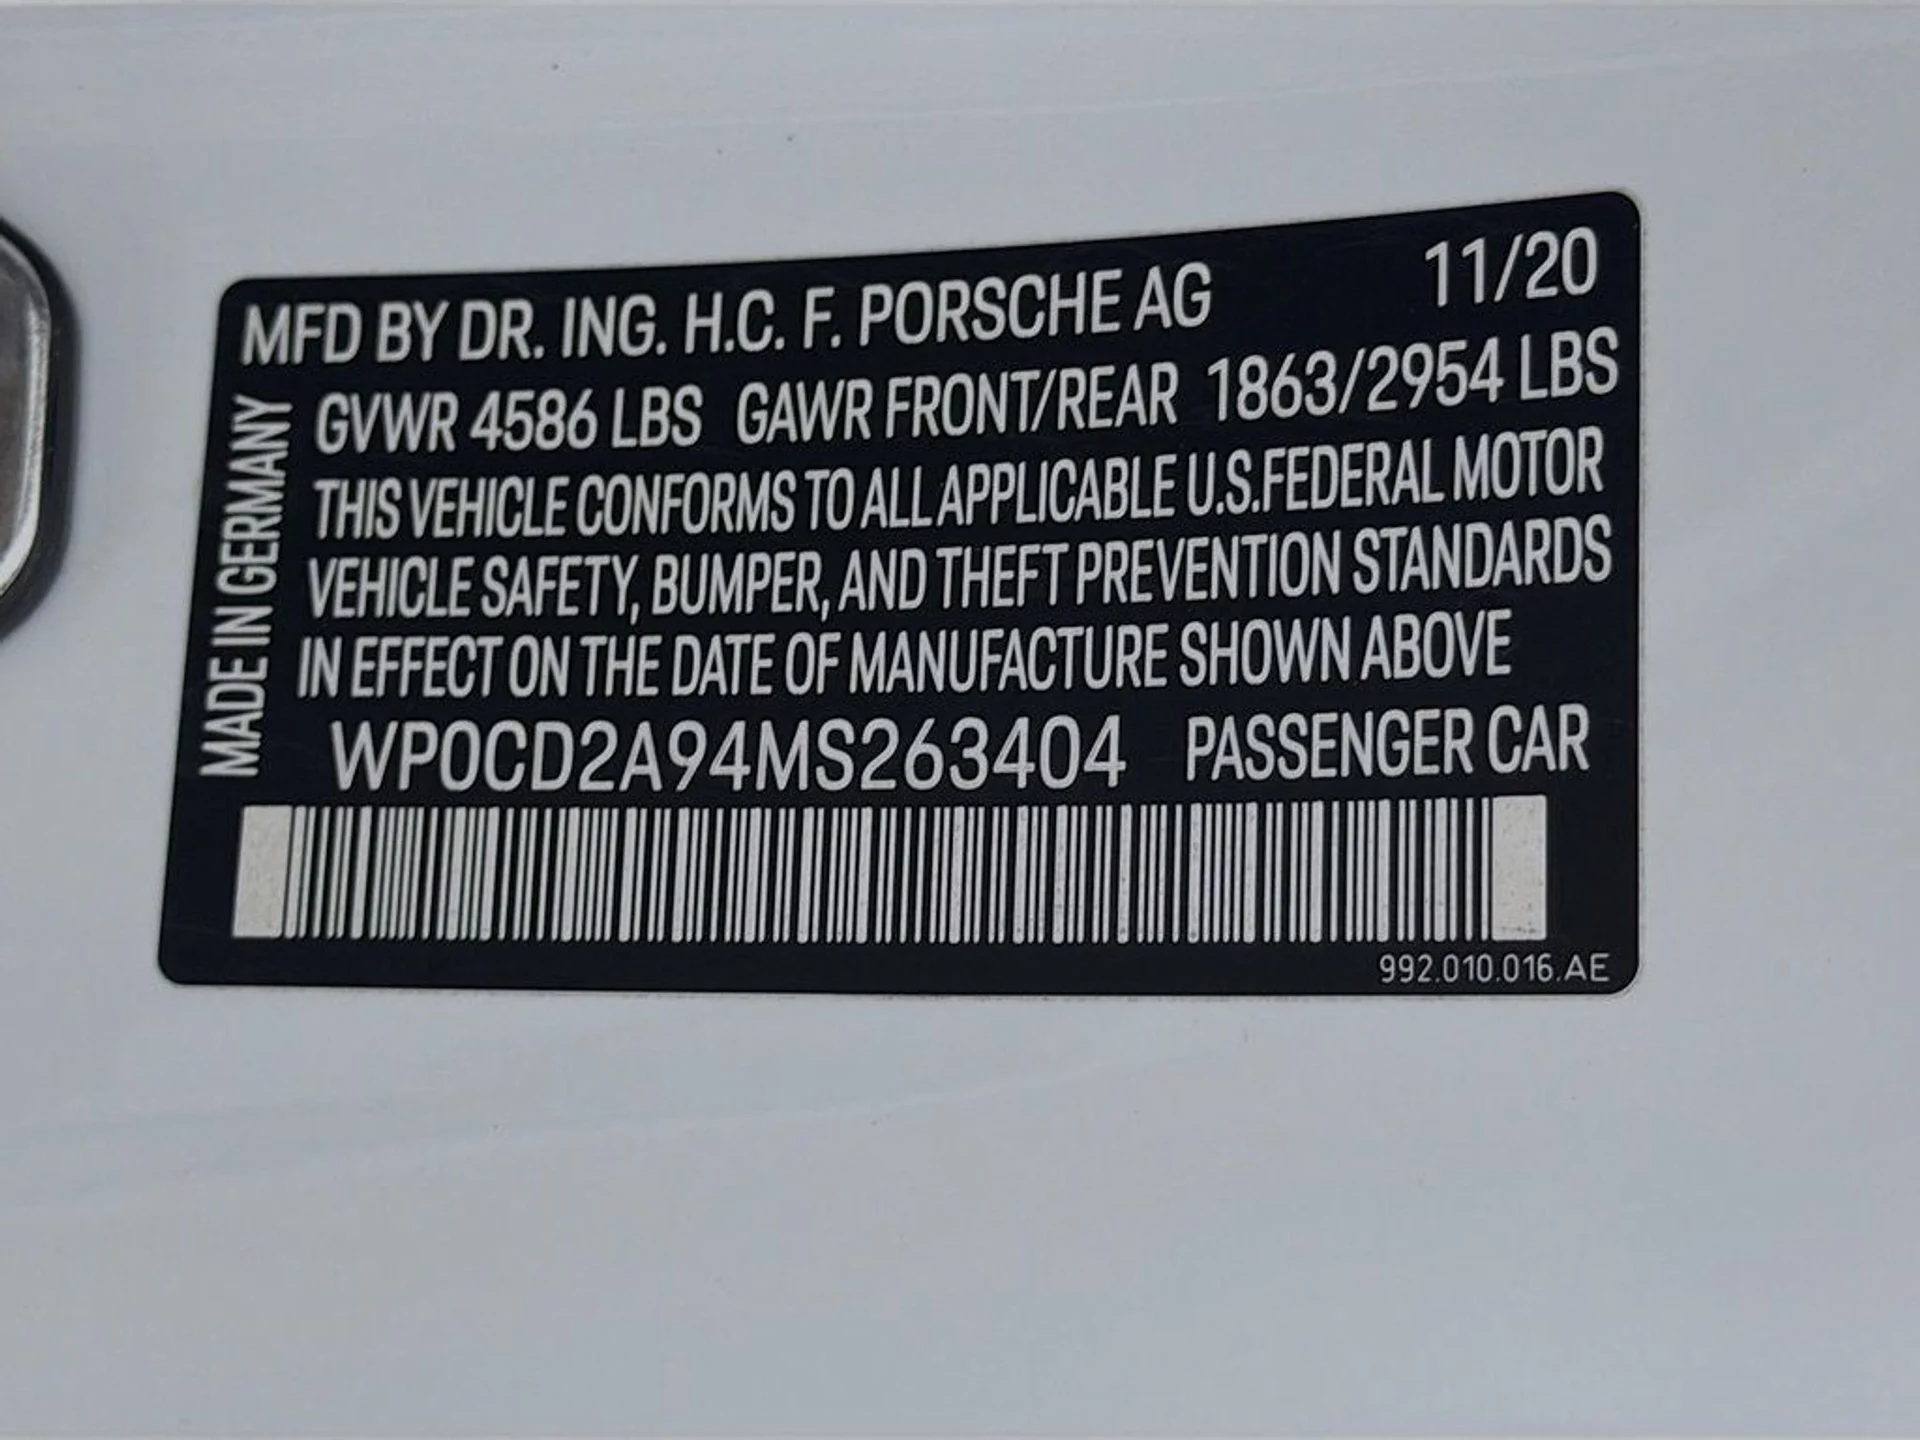 MFD BY DR. ING. H.C. F. PORSCHE AG 11/20
GVWR 4586 LBS GAWR FRONT/REAR 1863/2954 LBS
THIS VEHICLE CONFORMS TO ALL APPLICABLE U.S.FEDERAL MOTOR
VEHICLE SAFETY, BUMPER, AND THEFT PREVENTION STANDARDS
IN EFFECT ON THE DATE OF MANUFACTURE SHOWN ABOVE
WP0CD2A94MS263404 PASSENGER CAR
MADE IN GERMANY
992.010.016.AE